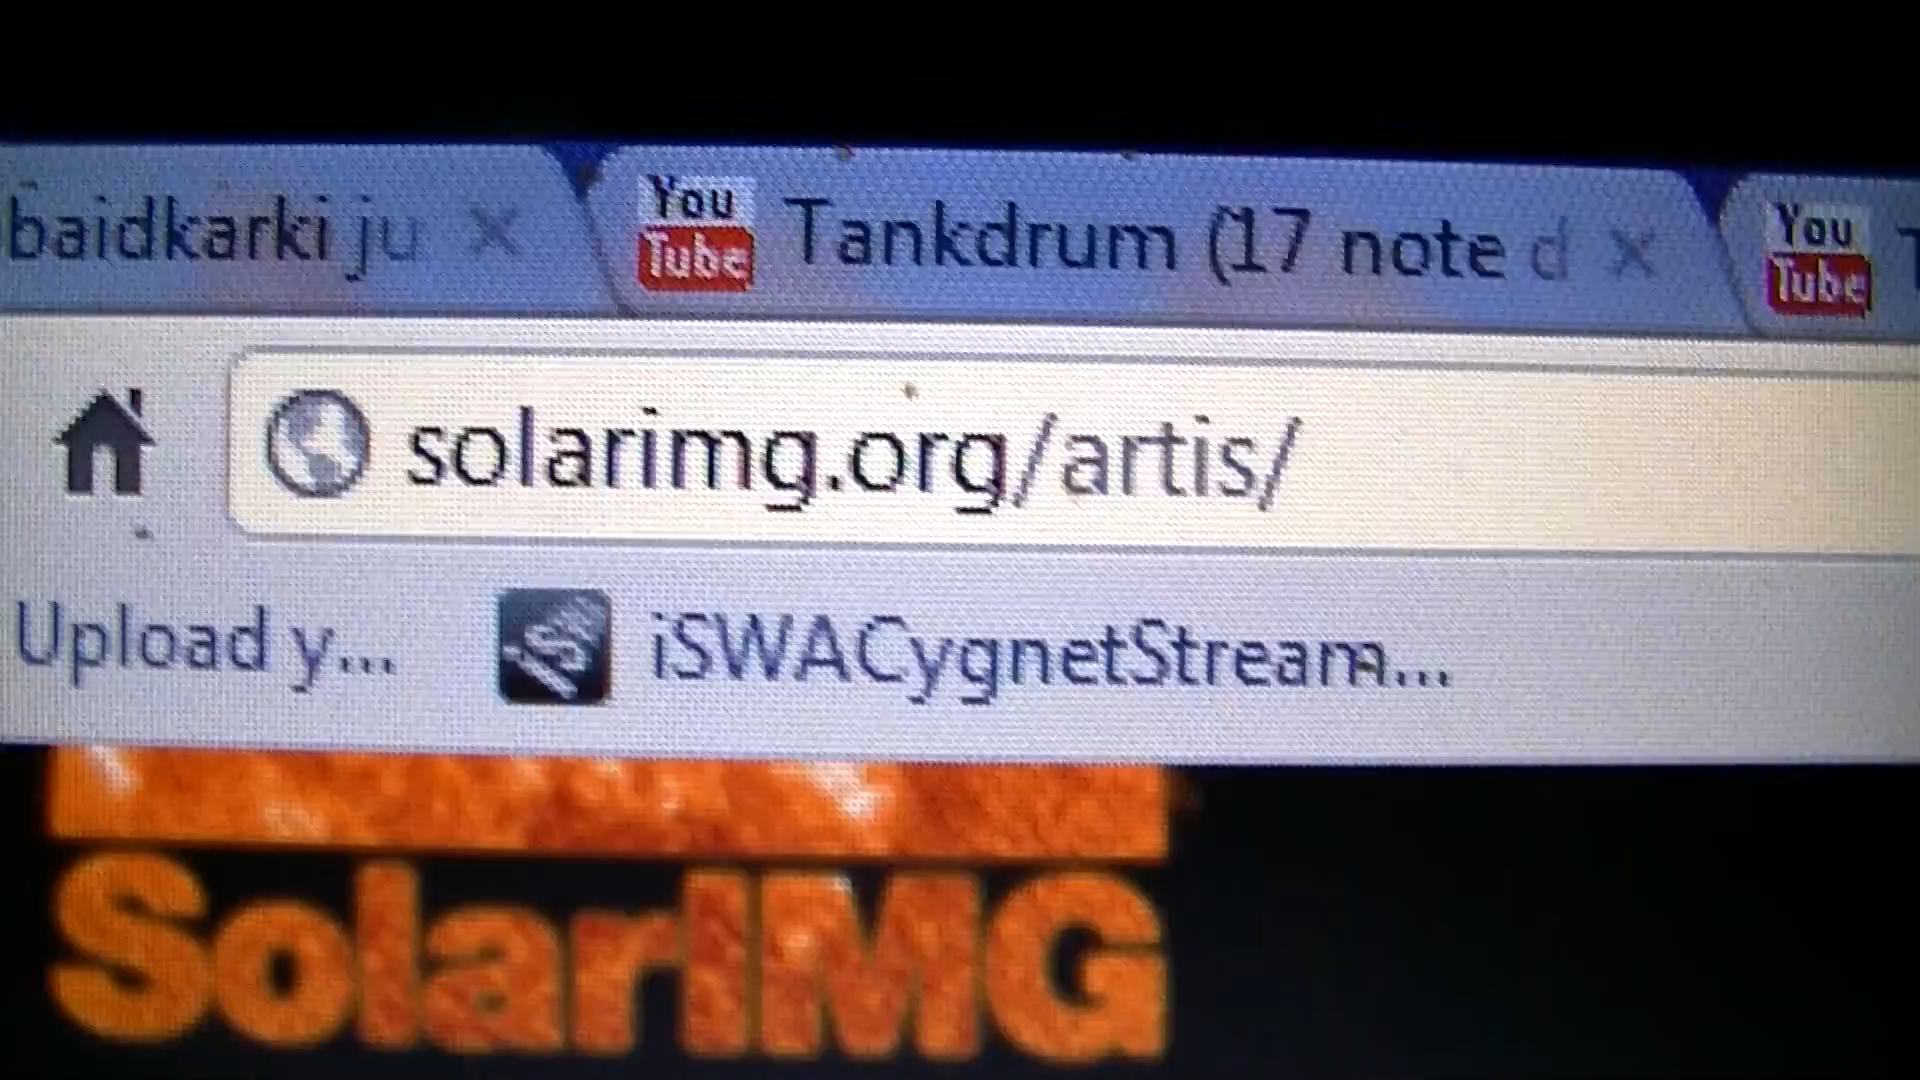 baidkarki ju
You Tube Tankdrum (17 note d
You Tube
solarimg.org/artis/
Upload y... iSWACygnetStream...
SolarIMG